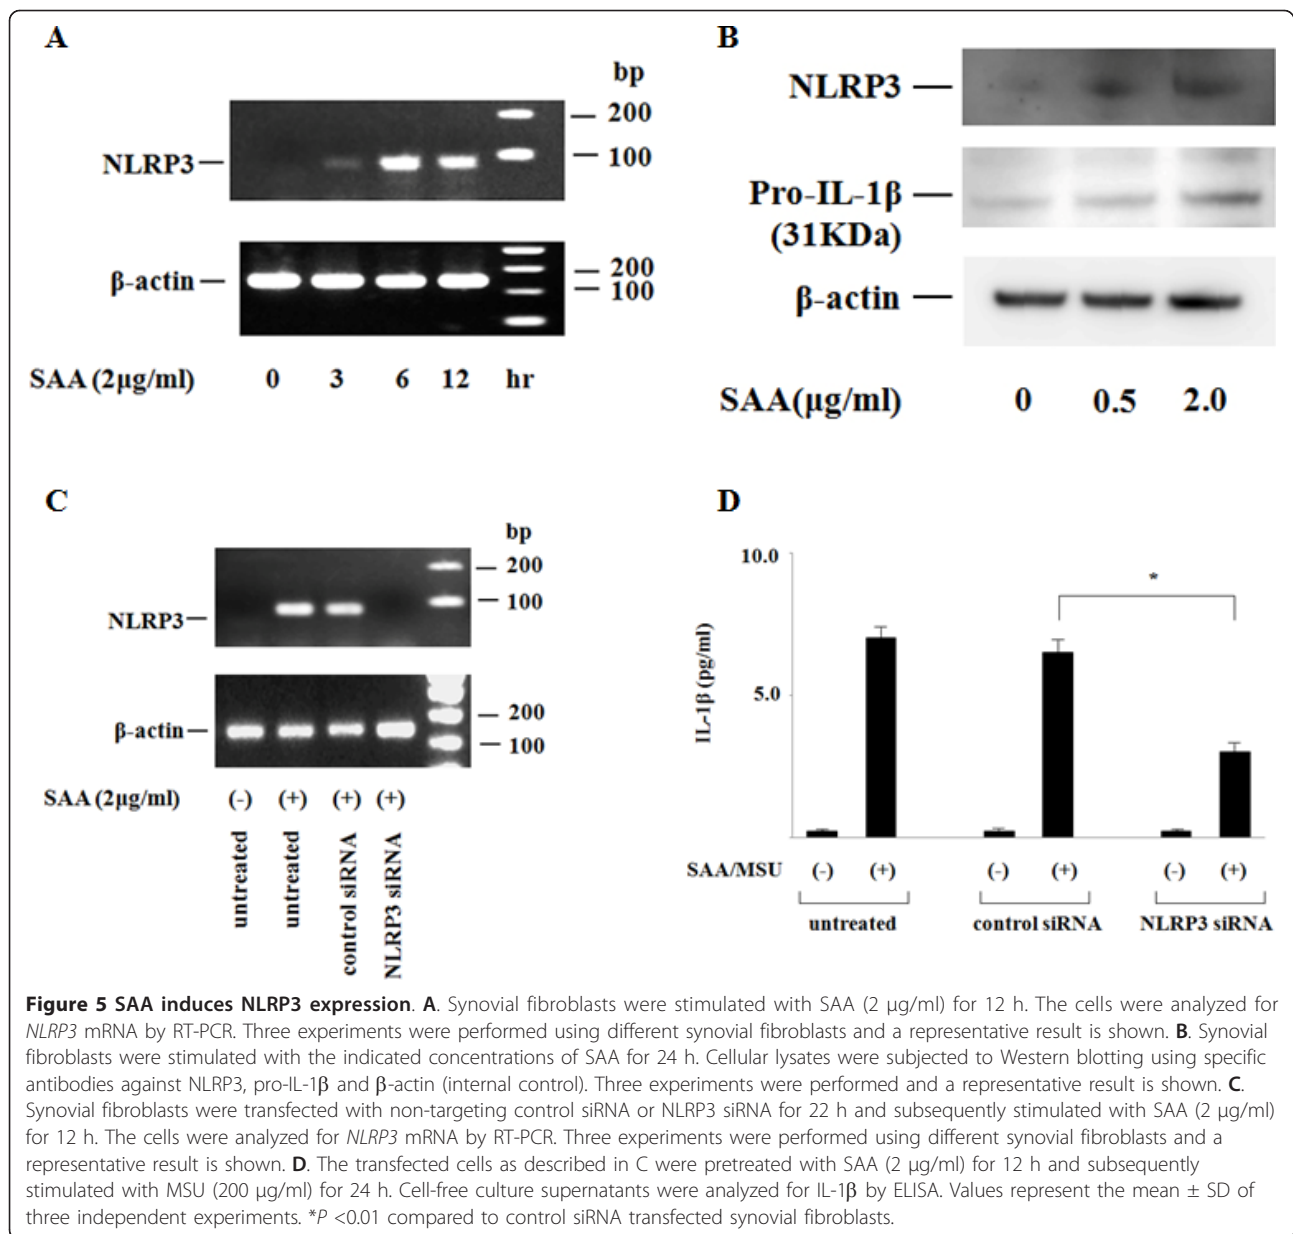 A
bp
200
NLRP3
100
β-actin
200
100
SAA (2μg/ml) 0 3 6 12 hr
B
NLRP3
Pro-IL-1β
(31KDa)
β-actin
SAA(μg/ml) 0 0.5 2.0
C
bp
200
100
NLRP3
200
β-actin
100
SAA (2μg/ml) (-) (+) (+) (+)
untreated
untreated
control siRNA
NLRP3 siRNA
D
10.0
*
5.0
IL-1β (pg/ml)
SAA/MSU (-) (+) (-) (+) (-) (+)
untreated control siRNA NLRP3 siRNA
Figure 5 SAA induces NLRP3 expression. A. Synovial fibroblasts were stimulated with SAA (2 μg/ml) for 12 h. The cells were analyzed for
NLRP3 mRNA by RT-PCR. Three experiments were performed using different synovial fibroblasts and a representative result is shown. B. Synovial
fibroblasts were stimulated with the indicated concentrations of SAA for 24 h. Cellular lysates were subjected to Western blotting using specific
antibodies against NLRP3, pro-IL-1β and β-actin (internal control). Three experiments were performed and a representative result is shown. C.
Synovial fibroblasts were transfected with non-targeting control siRNA or NLRP3 siRNA for 22 h and subsequently stimulated with SAA (2 μg/ml)
for 12 h. The cells were analyzed for NLRP3 mRNA by RT-PCR. Three experiments were performed using different synovial fibroblasts and a
representative result is shown. D. The transfected cells as described in C were pretreated with SAA (2 μg/ml) for 12 h and subsequently
stimulated with MSU (200 μg/ml) for 24 h. Cell-free culture supernatants were analyzed for IL-1β by ELISA. Values represent the mean ± SD of
three independent experiments. *P <0.01 compared to control siRNA transfected synovial fibroblasts.